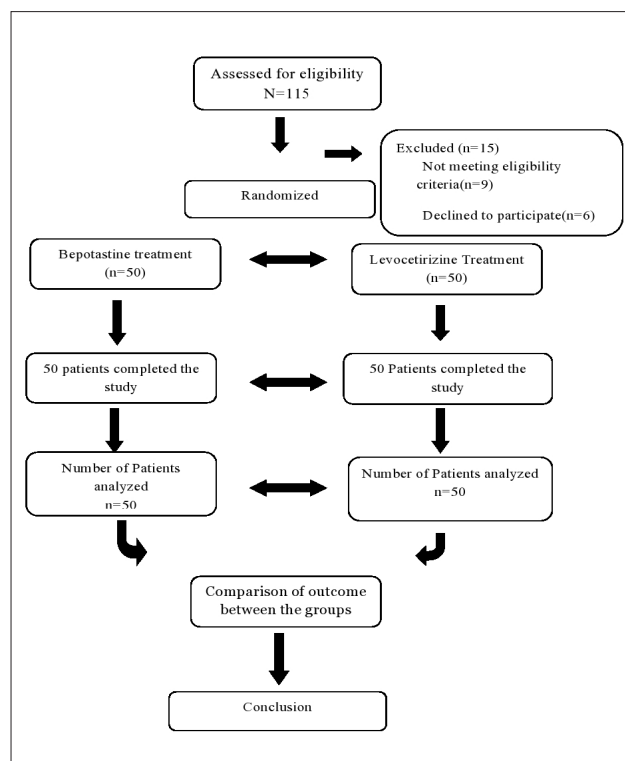 Assessed for eligibility
N=115
Excluded (n=15)
Not meeting eligibility
criteria(n=9)
Declined to participate(n=6)
Randomized
Bepotastine treatment
(n=50)
Levocetirizine Treatment
(n=50)
50 patients completed the
study
50 Patients completed the
study
Number of Patients
analyzed
n=50
Number of Patients analyzed
n=50
Comparison of outcome
between the groups
Conclusion